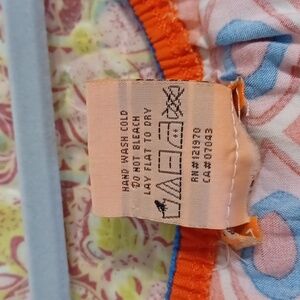 HAND WASH COLD
DO NOT BLEACH
LAY FLAT TO DRY
RN#121970
CA#07043